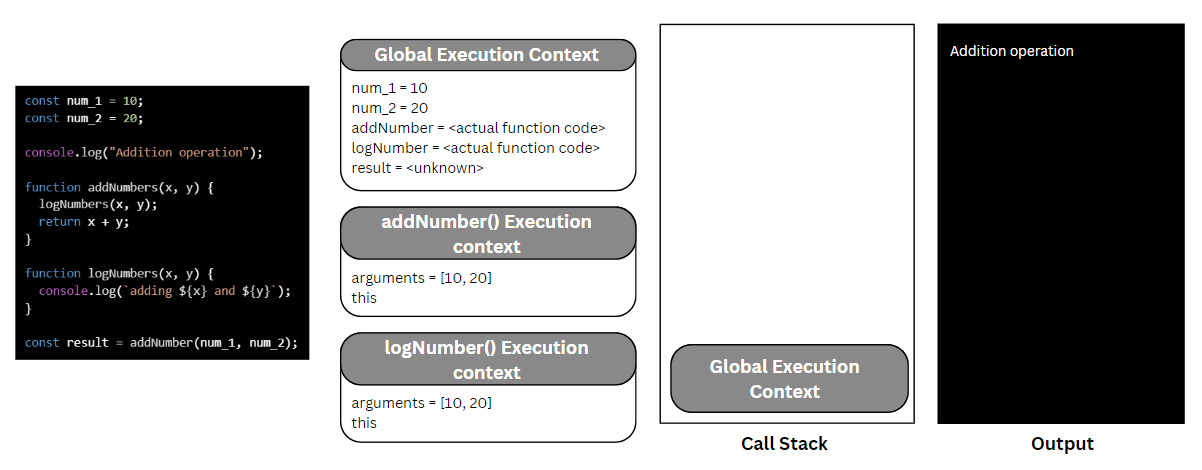 const num_1 = 10;
const num_2 = 20;
console.log("Addition operation");
function addNumbers(x, y) {
logNumbers(x, y);
return x + y;
}
function logNumbers(x, y) {
console.log(`adding ${x} and ${y}`);
}
const result = addNumber(num_1, num_2);
Global Execution Context
num_1 = 10
num_2 = 20
addNumber = <actual function code>
logNumber = <actual function code>
result = <unknown>
addNumber() Execution
context
arguments = [10, 20]
this
logNumber() Execution
context
arguments = [10, 20]
this
Global Execution
Context
Call Stack
Addition operation
Output